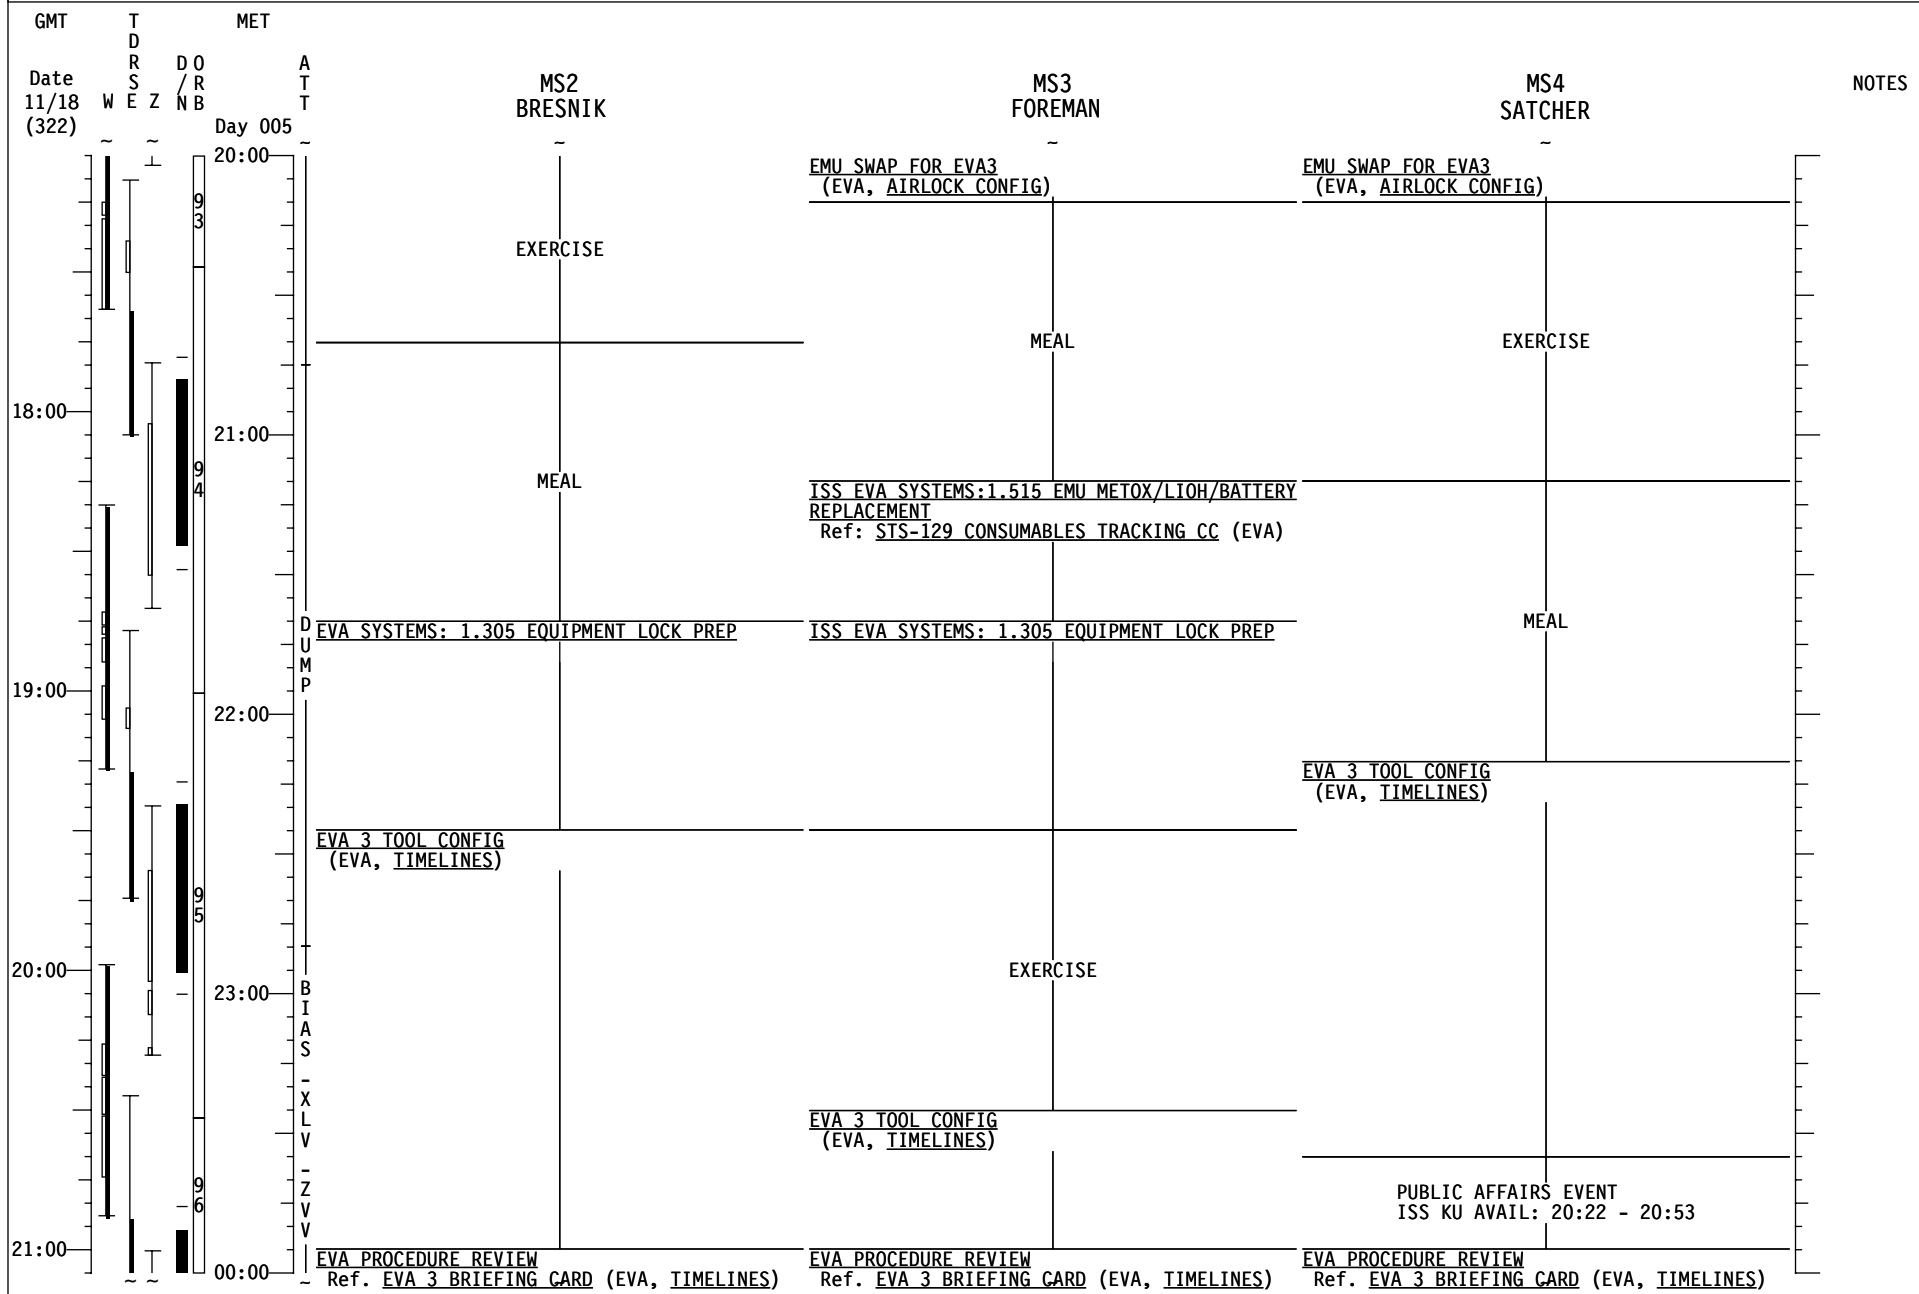 GMT
TDRSE
MET
Date
11/18
(322)
W E Z
D/N
ORB
ATT
Day 005
MS2
BRESNIK
MS3
FOREMAN
MS4
SATCHER
NOTES
~ ~ ~ ~ ~ ~
20:00
EMU SWAP FOR EVA3
(EVA, AIRLOCK CONFIG)
EMU SWAP FOR EVA3
(EVA, AIRLOCK CONFIG)
93
EXERCISE
MEAL
EXERCISE
18:00
21:00
94
MEAL
ISS EVA SYSTEMS:1.515 EMU METOX/LIOH/BATTERY
REPLACEMENT
Ref: STS-129 CONSUMABLES TRACKING CC (EVA)
MEAL
DUMP
EVA SYSTEMS: 1.305 EQUIPMENT LOCK PREP
ISS EVA SYSTEMS: 1.305 EQUIPMENT LOCK PREP
19:00
22:00
EVA 3 TOOL CONFIG
(EVA, TIMELINES)
EVA 3 TOOL CONFIG
(EVA, TIMELINES)
95
20:00
23:00
EXERCISE
BIAS -XLV -ZVV
EVA 3 TOOL CONFIG
(EVA, TIMELINES)
96
PUBLIC AFFAIRS EVENT
ISS KU AVAIL: 20:22 - 20:53
21:00
00:00
EVA PROCEDURE REVIEW
Ref. EVA 3 BRIEFING CARD (EVA, TIMELINES)
EVA PROCEDURE REVIEW
Ref. EVA 3 BRIEFING CARD (EVA, TIMELINES)
EVA PROCEDURE REVIEW
Ref. EVA 3 BRIEFING CARD (EVA, TIMELINES)
~ ~ ~ ~ ~ ~